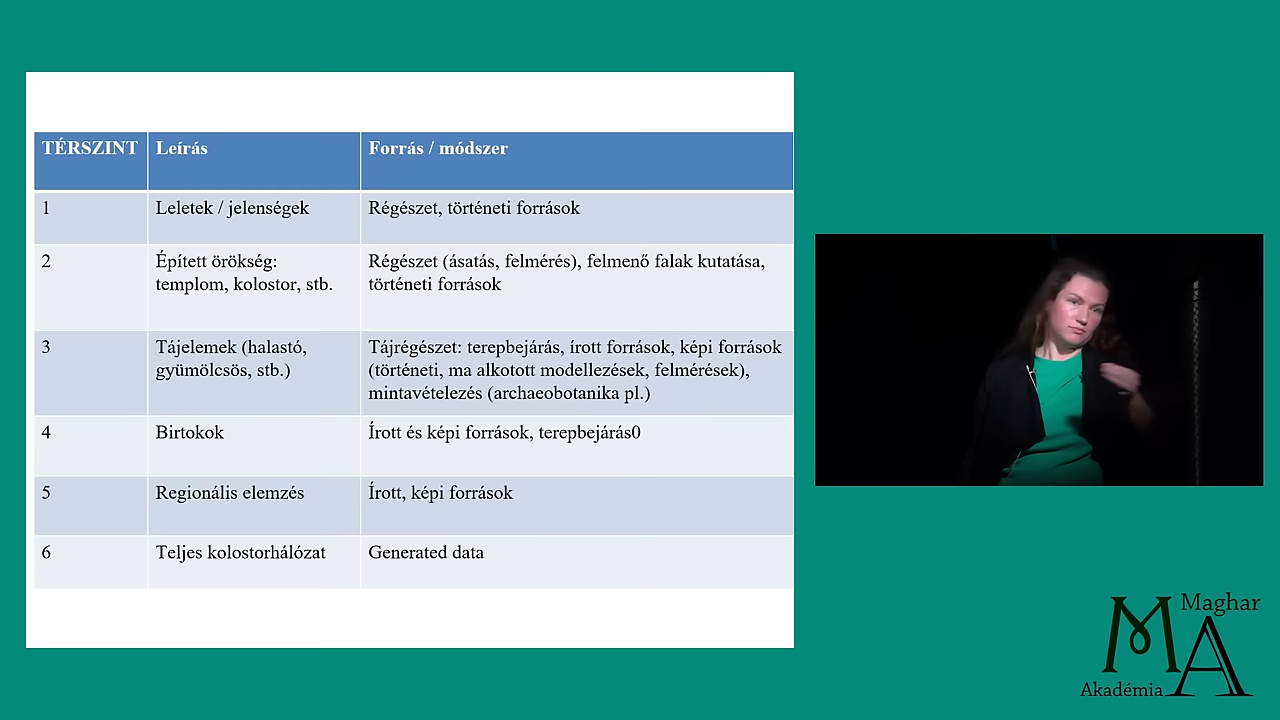 TÉRSZINT Leírás Forrás / módszer
1 Leletek / jelenségek Régészet, történeti források
2 Épített örökség: Régészet (ásatás, felmérés), felmenő falak kutatása,
templom, kolostor, stb. történeti források
3 Tájelemek (halastó, Tájrégészet: terepbejárás, írott források, képi források
gyümölcsös, stb.) (történeti, ma alkotott modellezések, felmérések),
mintavételezés (archaeobotanika pl.)
4 Birtokok Írott és képi források, terepbejárás0
5 Regionális elemzés Írott, képi források
6 Teljes kolostorhálózat Generated data
Maghar
MA
Akadémia